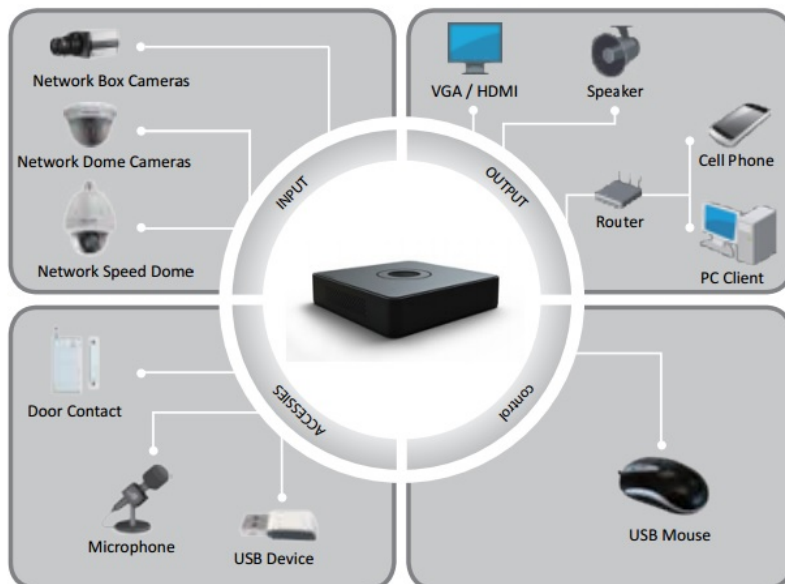 Network Box Cameras
Network Dome Cameras
Network Speed Dome
INPUT
VGA / HDMI
Speaker
Cell Phone
Router
PC Client
OUTPUT
Door Contact
Microphone
USB Device
ACCESSIES
control
USB Mouse